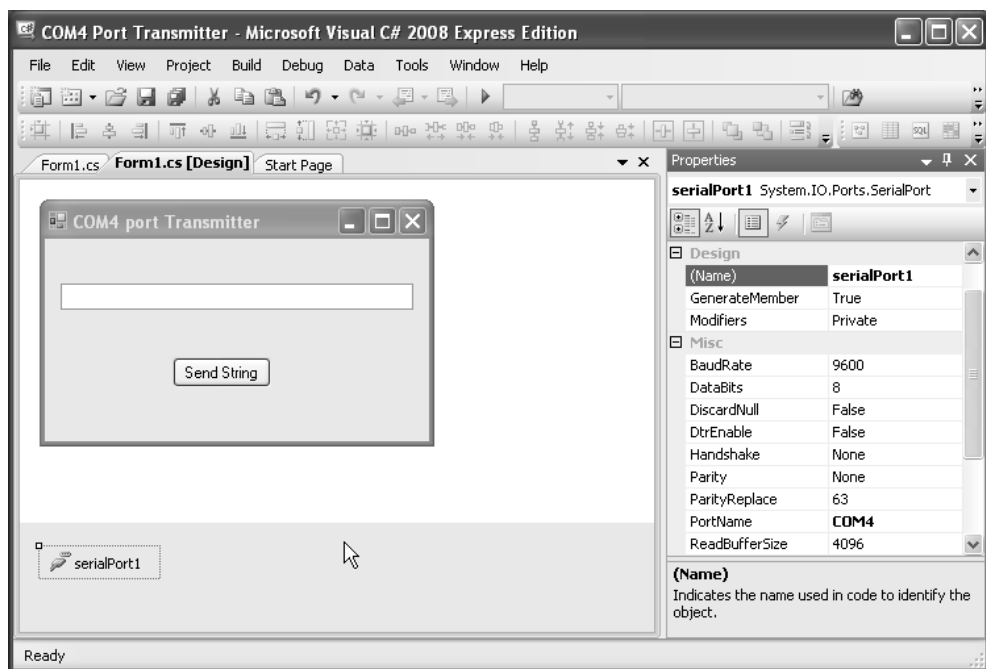 COM4 Port Transmitter - Microsoft Visual C# 2008 Express Edition
File Edit View Project Build Debug Data Tools Window Help
Form1.cs Form1.cs [Design] Start Page
COM4 port Transmitter
Send String
serialPort1
Properties
serialPort1 System.IO.Ports.SerialPort
Design
(Name) serialPort1
GenerateMember True
Modifiers Private
Misc
BaudRate 9600
DataBits 8
DiscardNull False
DtrEnable False
Handshake None
Parity None
ParityReplace 63
PortName COM4
ReadBufferSize 4096
(Name)
Indicates the name used in code to identify the
object.
Ready